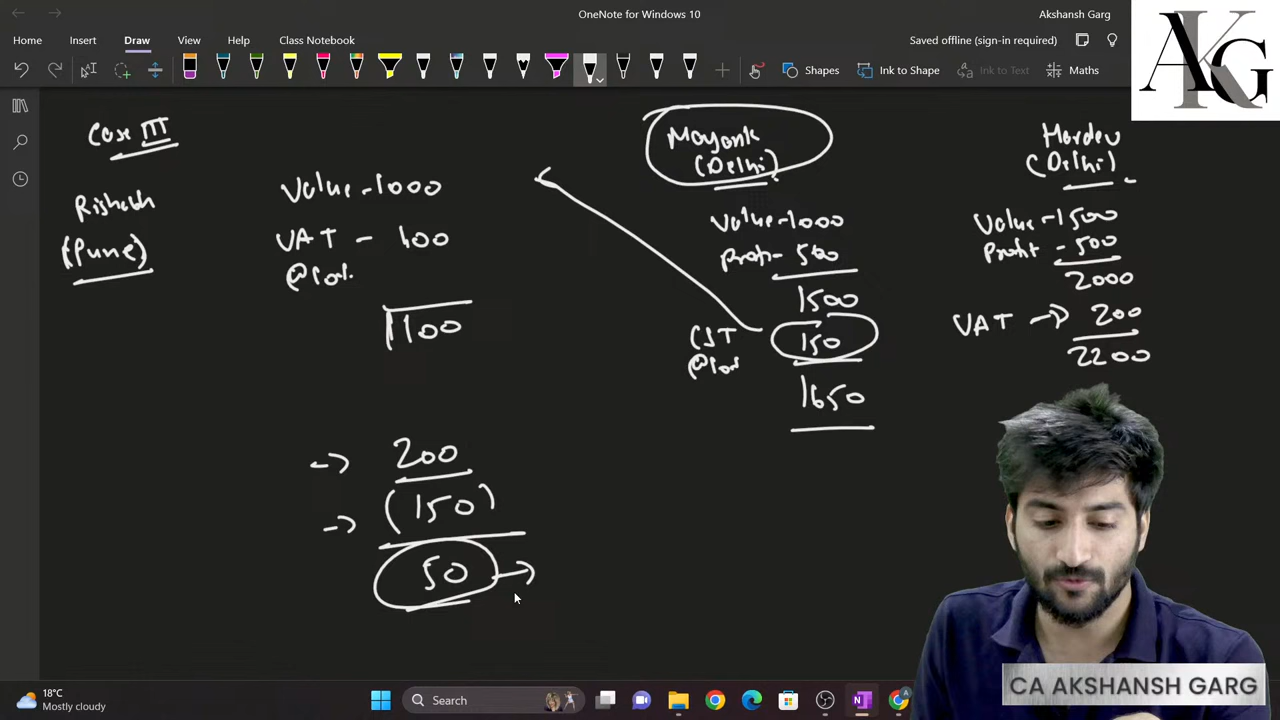 OneNote for Windows 10
Akshansh Garg
Home Insert Draw View Help Class Notebook
Saved offline (sign-in required)
Shapes Ink to Shape Ink to Text Maths
AKG
Case III
Rishabh
(Pune)
Value - 1000
VAT - 100
@10%
1100
200
(150)
50
Mayank
(Delhi)
Value - 1000
Profit - 500
1500
CST 150
@10%
1650
Hardev
(Delhi)
Value - 1500
Profit - 500
2000
VAT → 200
2200
CA AKSHANSH GARG
18°C
Mostly cloudy
Search